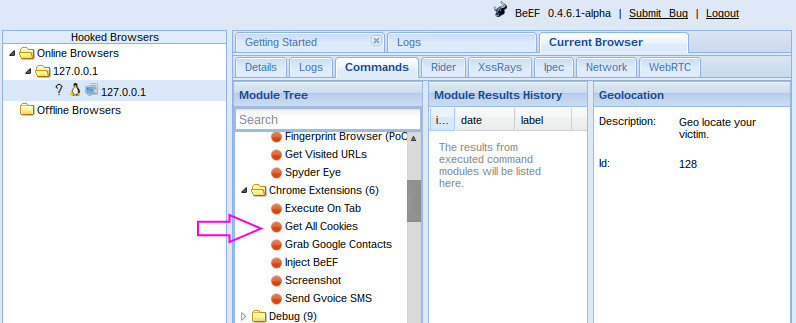 BeEF 0.4.6.1-alpha | Submit Bug | Logout
Hooked Browsers
Online Browsers
127.0.0.1
? 127.0.0.1
Offline Browsers
Getting Started
Logs
Current Browser
Details
Logs
Commands
Rider
XssRays
Ipec
Network
WebRTC
Module Tree
Search
Fingerprint Browser (PoC
Get Visited URLs
Spyder Eye
Chrome Extensions (6)
Execute On Tab
Get All Cookies
Grab Google Contacts
Inject BeEF
Screenshot
Send Gvoice SMS
Debug (9)
Module Results History
i... date label
The results from
executed command
modules will be listed
here.
Geolocation
Description: Geo locate your
victim.
Id: 128